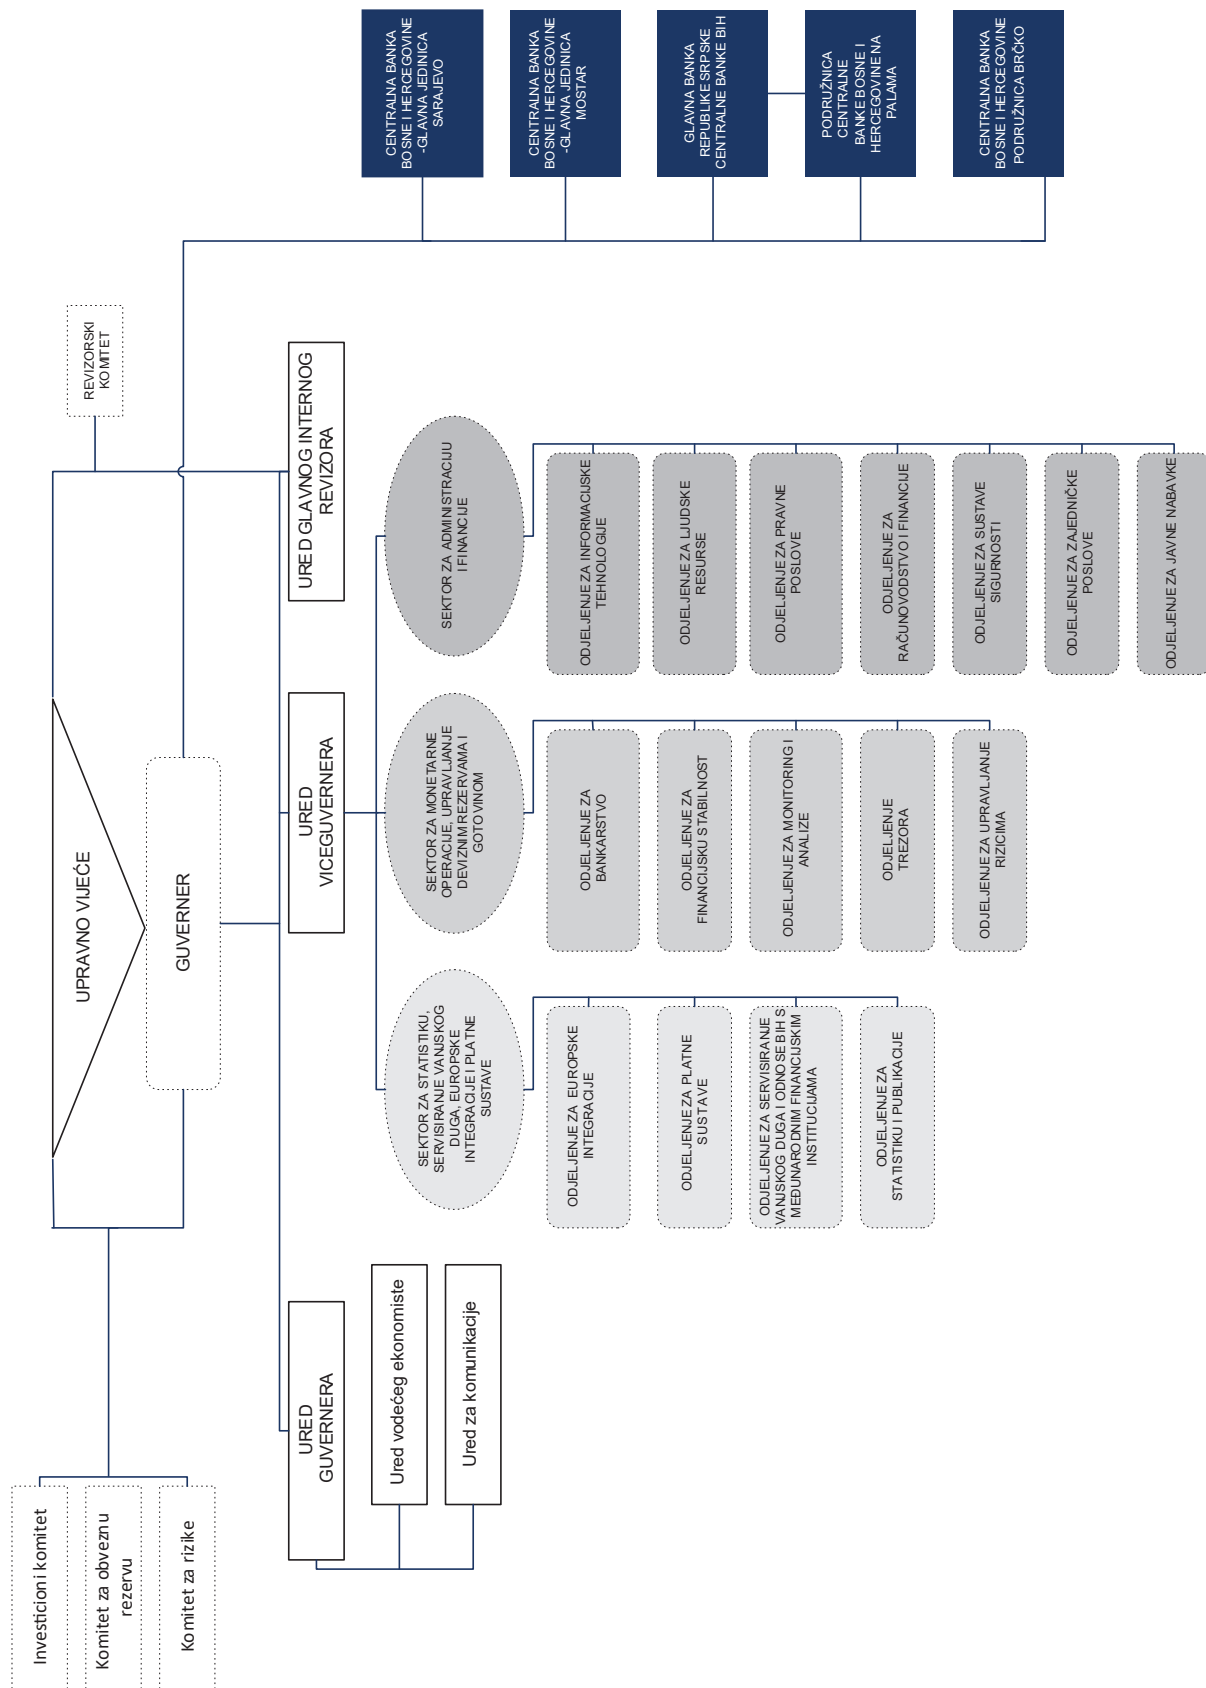 UPRAVNO VIJEĆE
GUVERNER
Investicioni komitet
Komitet za obveznu
rezervu
Komitet za rizike
REVIZORSKI
KOMITET
URED
GUVERNERA
Ured vodećeg ekonomiste
Ured za komunikacije
URED
VICEGUVERNERA
URED GLAVNOG INTERNOG
REVIZORA
SEKTOR ZA STATISTIKU,
SERVISIRANJE VANJSKOG
DUGA, EUROPSKE
INTEGRACIJE I PLATNE
SUSTAVE
ODJELJENJE ZA EUROPSKE
INTEGRACIJE
ODJELJENJE ZA PLATNE
SUSTAVE
ODJELJENJE ZA SERVISIRANJE
VANJSKOG DUGA I ODNOSE BIH S
MEĐUNARODNIM FINANCIJSKIM
INSTITUCIJAMA
ODJELJENJE ZA
STATISTIKU I PUBLIKACIJE
SEKTOR ZA MONETARNE
OPERACIJE, UPRAVLJANJE
DEVIZNIM REZERVAMA I
GOTOVINOM
ODJELJENJE ZA
BANKARSTVO
ODJELJENJE ZA
FINANCIJSKU STABILNOST
ODJELJENJE ZA MONITORING I
ANALIZE
ODJELJENJE
TREZORA
ODJELJENJE ZA UPRAVLJANJE
RIZICIMA
SEKTOR ZA ADMINISTRACIJU
I FINANCIJE
ODJELJENJE ZA INFORMACIJSKE
TEHNOLOGIJE
ODJELJENJE ZA LJUDSKE
RESURSE
ODJELJENJE ZA PRAVNE
POSLOVE
ODJELJENJE ZA
RAČUNOVODSTVO I FINANCIJE
ODJELJENJE ZA SUSTAVE
SIGURNOSTI
ODJELJENJE ZA ZAJEDNIČKE
POSLOVE
ODJELJENJE ZA JAVNE NABAVKE
CENTRALNA BANKA
BOSNE I HERCEGOVINE
-GLAVNA JEDINICA
SARAJEVO
CENTRALNA BANKA
BOSNE I HERCEGOVINE
-GLAVNA JEDINICA
MOSTAR
GLAVNA BANKA
REPUBLIKE SRPSKE
CENTRALNE BANKE BIH
PODRUŽNICA
CENTRALNE
BANKE BOSNE I
HERCEGOVINE NA
PALAMA
CENTRALNA BANKA
BOSNE I HERCEGOVINE
PODRUŽNICA BRČKO